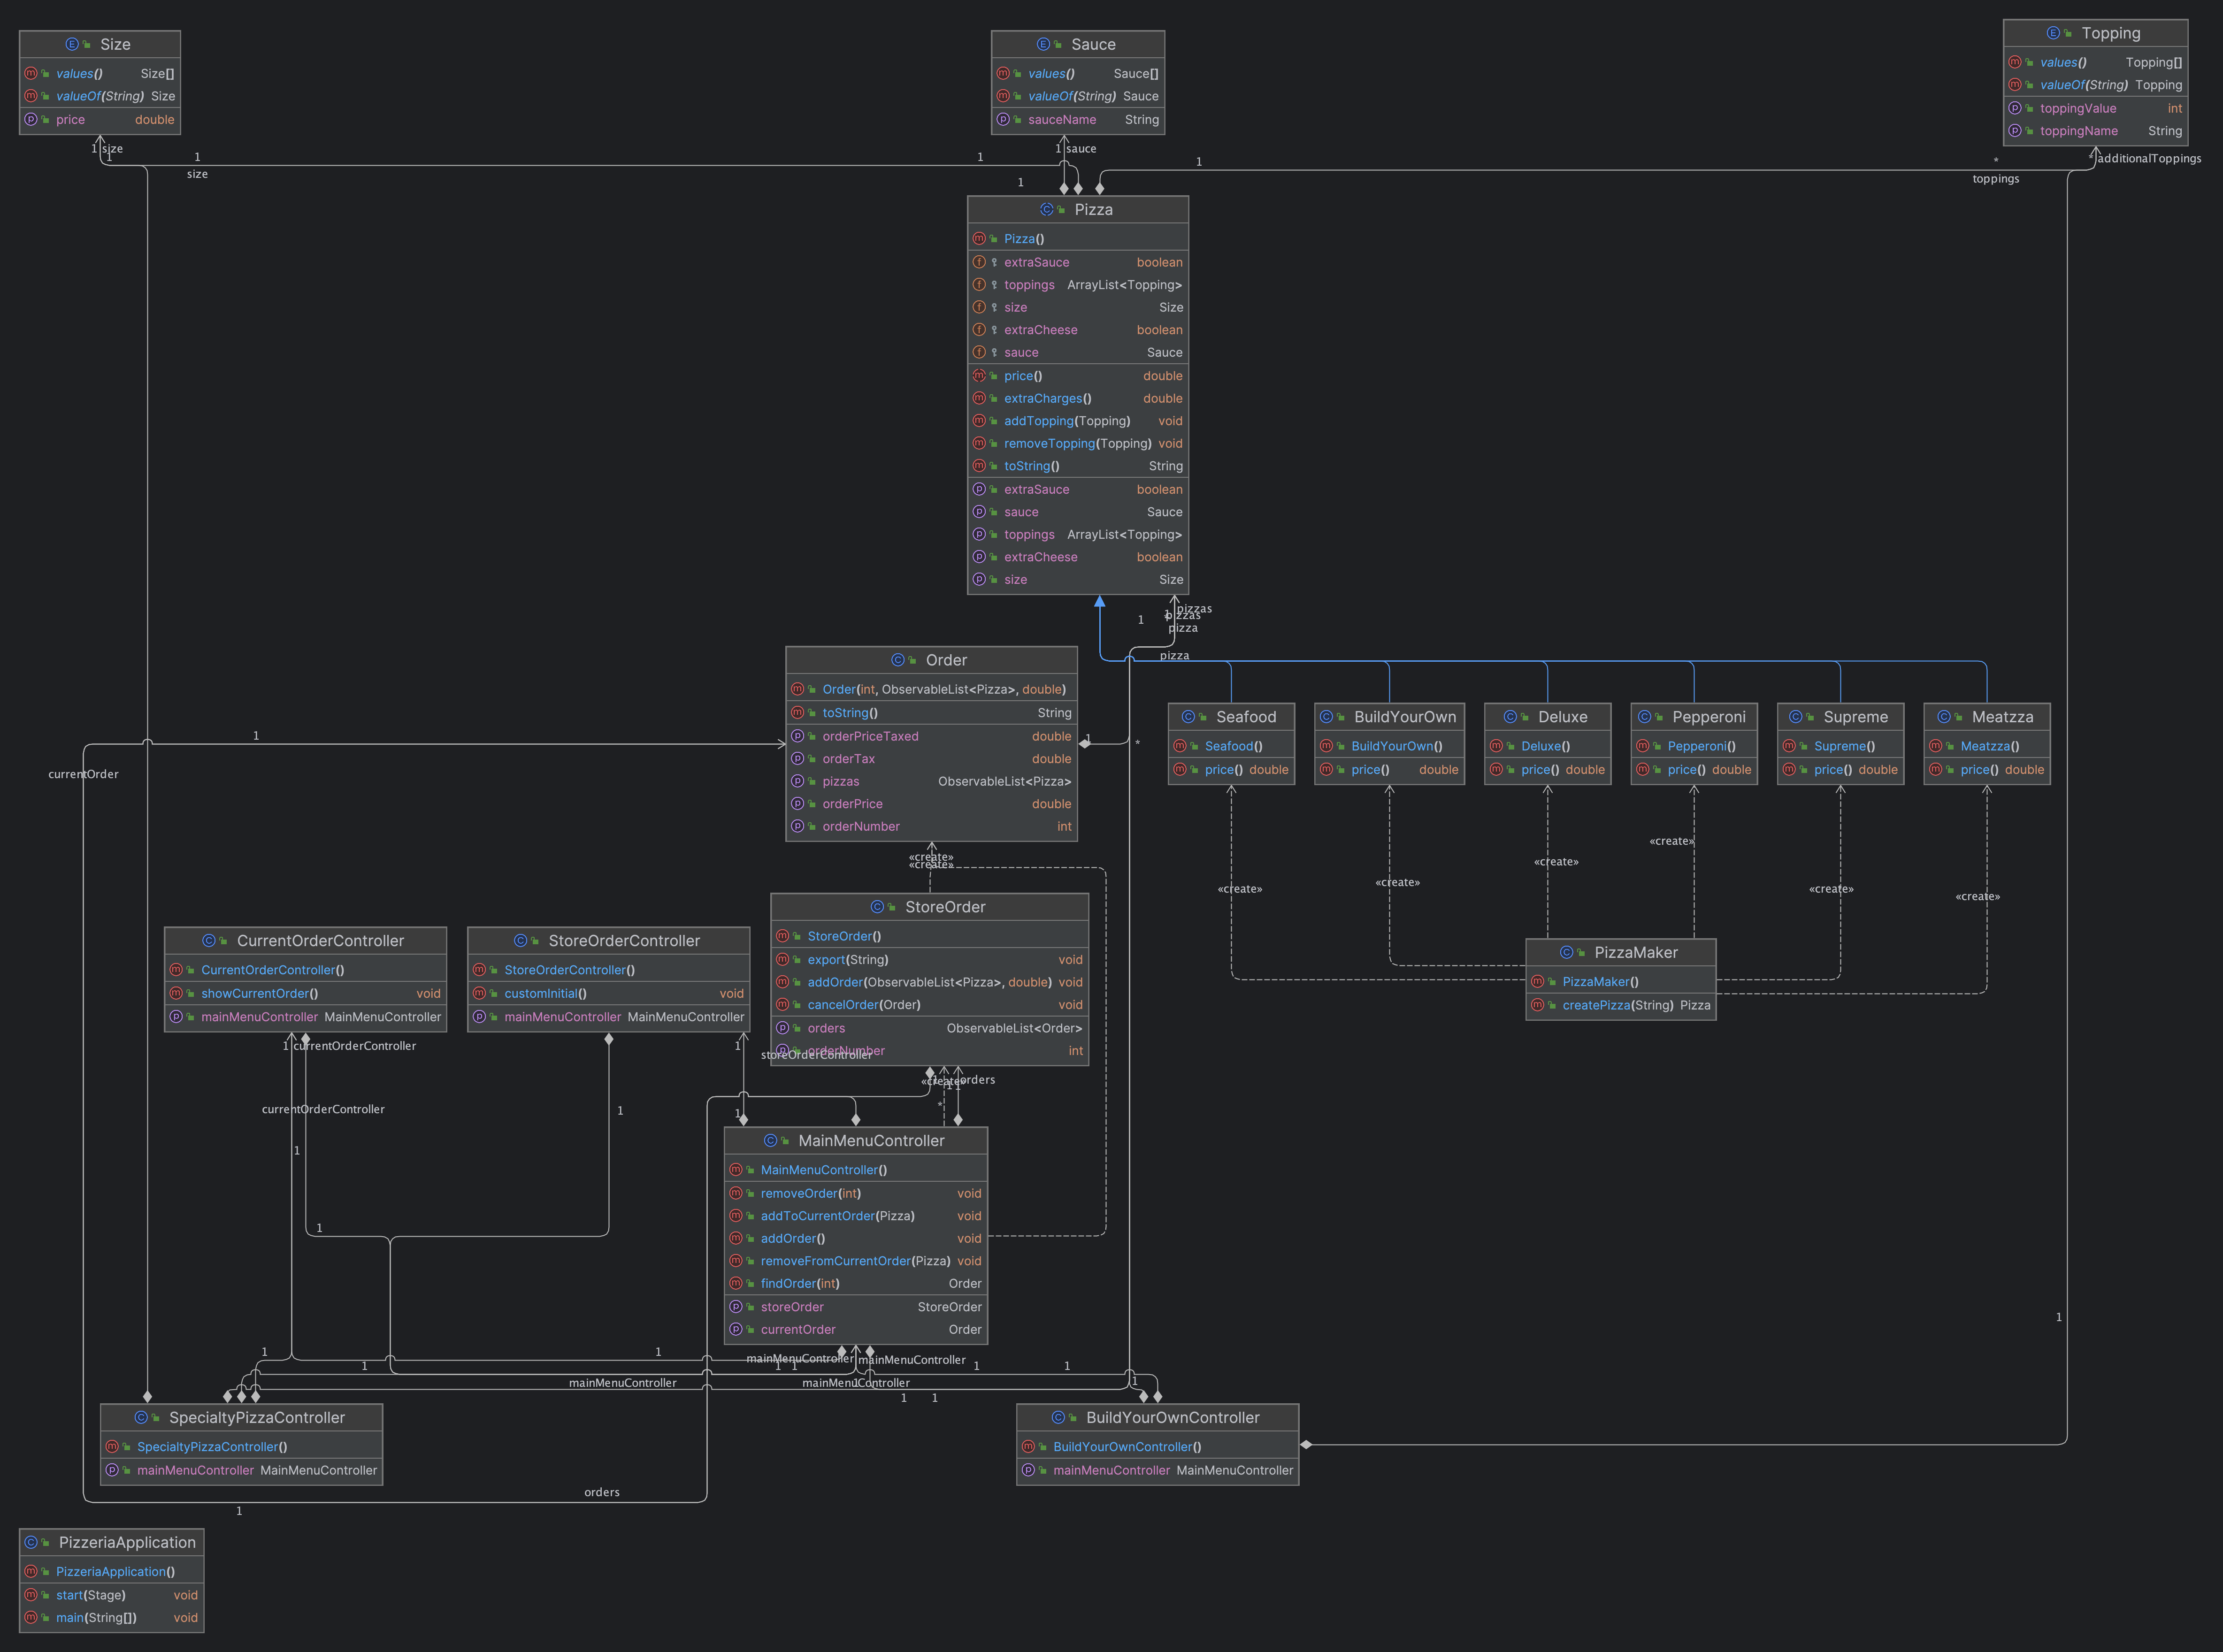 Size
values() Size[]
valueOf(String) Size
price double
Sauce
values() Sauce[]
valueOf(String) Sauce
sauceName String
Topping
values() Topping[]
valueOf(String) Topping
toppingValue int
toppingName String
1 size
1
1
size
1
1 sauce
1
1
*
toppings
* additionalToppings
Pizza
Pizza()
extraSauce boolean
toppings ArrayList<Topping>
size Size
extraCheese boolean
sauce Sauce
price() double
extraCharges() double
addTopping(Topping) void
removeTopping(Topping) void
toString() String
extraSauce boolean
sauce Sauce
toppings ArrayList<Topping>
extraCheese boolean
size Size
pizzas
pizzas
1
pizza
pizza
Order
Order(int, ObservableList<Pizza>, double)
toString() String
orderPriceTaxed double
orderTax double
pizzas ObservableList<Pizza>
orderPrice double
orderNumber int
1
*
1
currentOrder
Seafood
Seafood()
price() double
BuildYourOwn
BuildYourOwn()
price() double
Deluxe
Deluxe()
price() double
Pepperoni
Pepperoni()
price() double
Supreme
Supreme()
price() double
Meatzza
Meatzza()
price() double
«create»
«create»
«create»
«create»
«create»
«create»
«create»
«create»
PizzaMaker
PizzaMaker()
createPizza(String) Pizza
StoreOrder
StoreOrder()
export(String) void
addOrder(ObservableList<Pizza>, double) void
cancelOrder(Order) void
orders ObservableList<Order>
orderNumber int
CurrentOrderController
CurrentOrderController()
showCurrentOrder() void
mainMenuController MainMenuController
StoreOrderController
StoreOrderController()
customInitial() void
mainMenuController MainMenuController
1 currentOrderController
1
storeOrderController
«create»
1
1
orders
*
currentOrderController
1
1
1
1
MainMenuController
MainMenuController()
removeOrder(int) void
addToCurrentOrder(Pizza) void
addOrder() void
removeFromCurrentOrder(Pizza) void
findOrder(int) Order
storeOrder StoreOrder
currentOrder Order
1
1
1
mainMenuController
mainMenuController
1
1
1
1
mainMenuController
mainMenuController
1
1
1
1
SpecialtyPizzaController
SpecialtyPizzaController()
mainMenuController MainMenuController
BuildYourOwnController
BuildYourOwnController()
mainMenuController MainMenuController
1
orders
1
PizzeriaApplication
PizzeriaApplication()
start(Stage) void
main(String[]) void